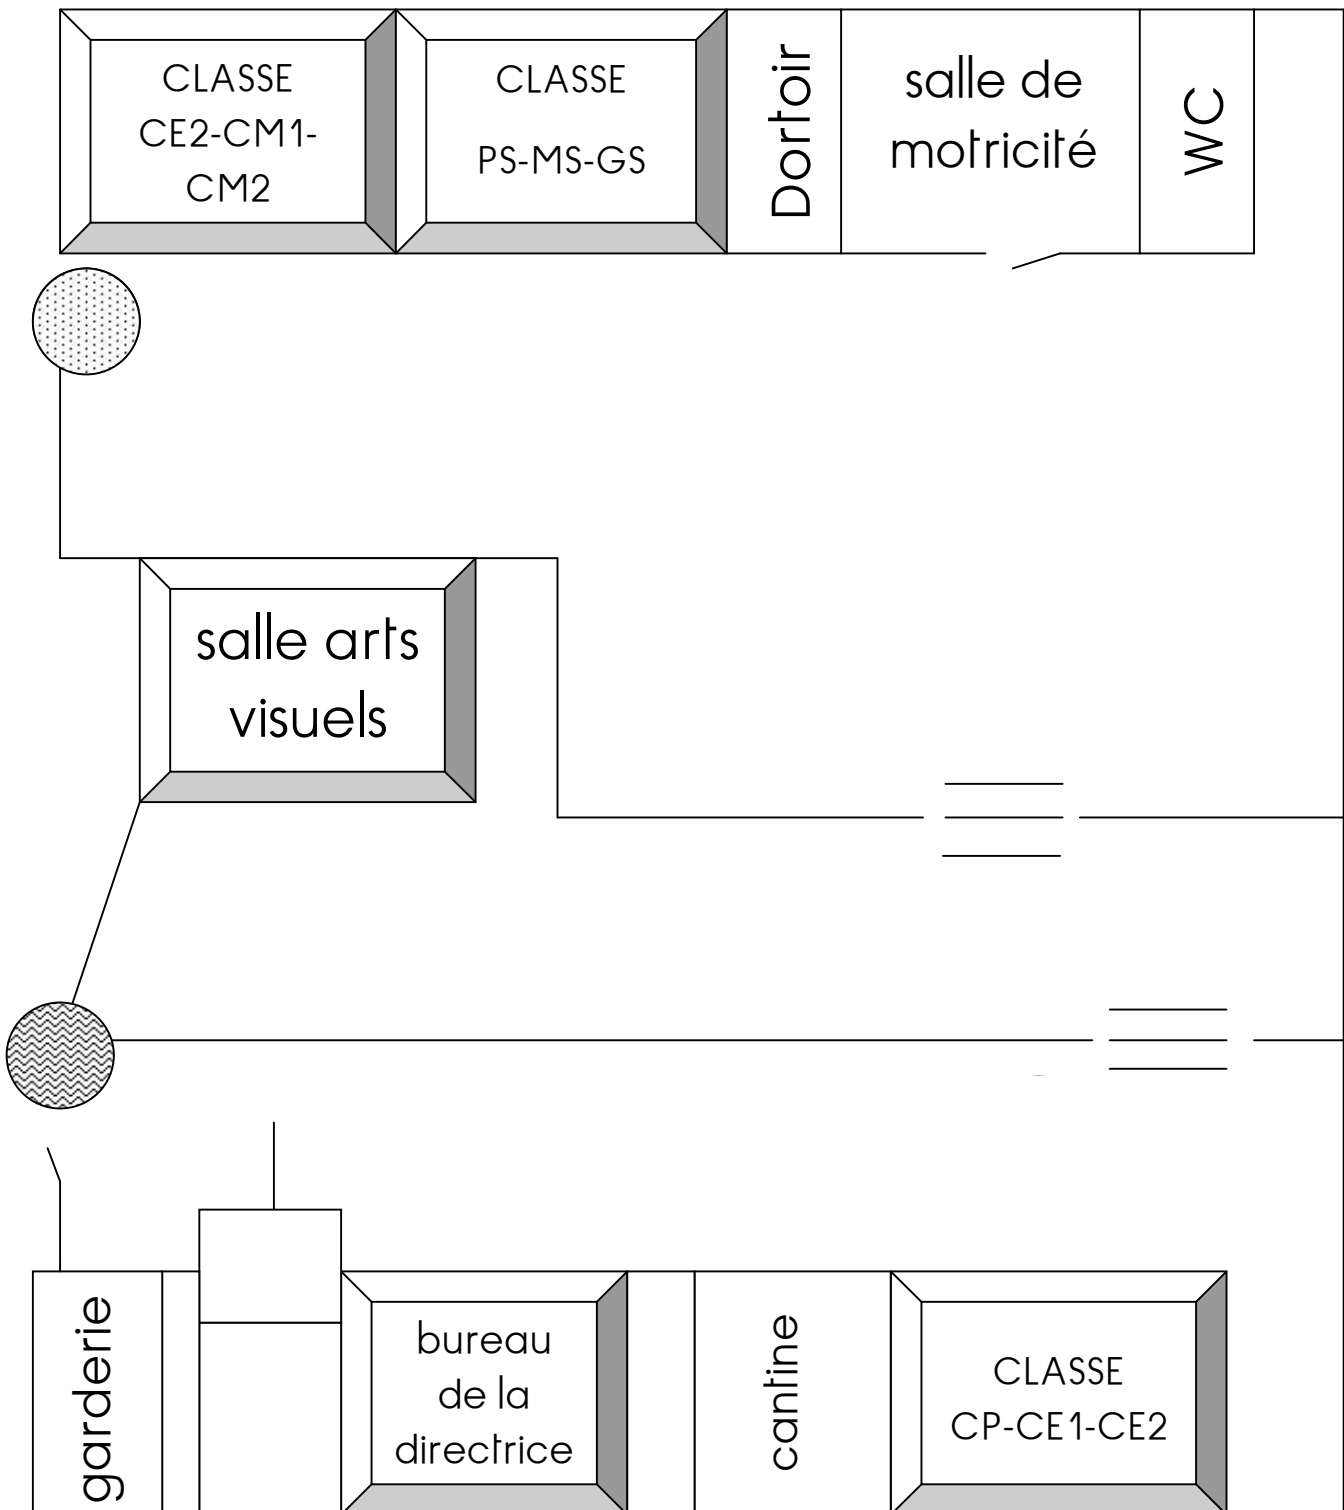 CLASSE
CE2-CM1-
CM2
CLASSE
PS-MS-GS
Dortoir
salle de
motricité
WC
salle arts
visuels
garderie
bureau
de la
directrice
cantine
CLASSE
CP-CE1-CE2